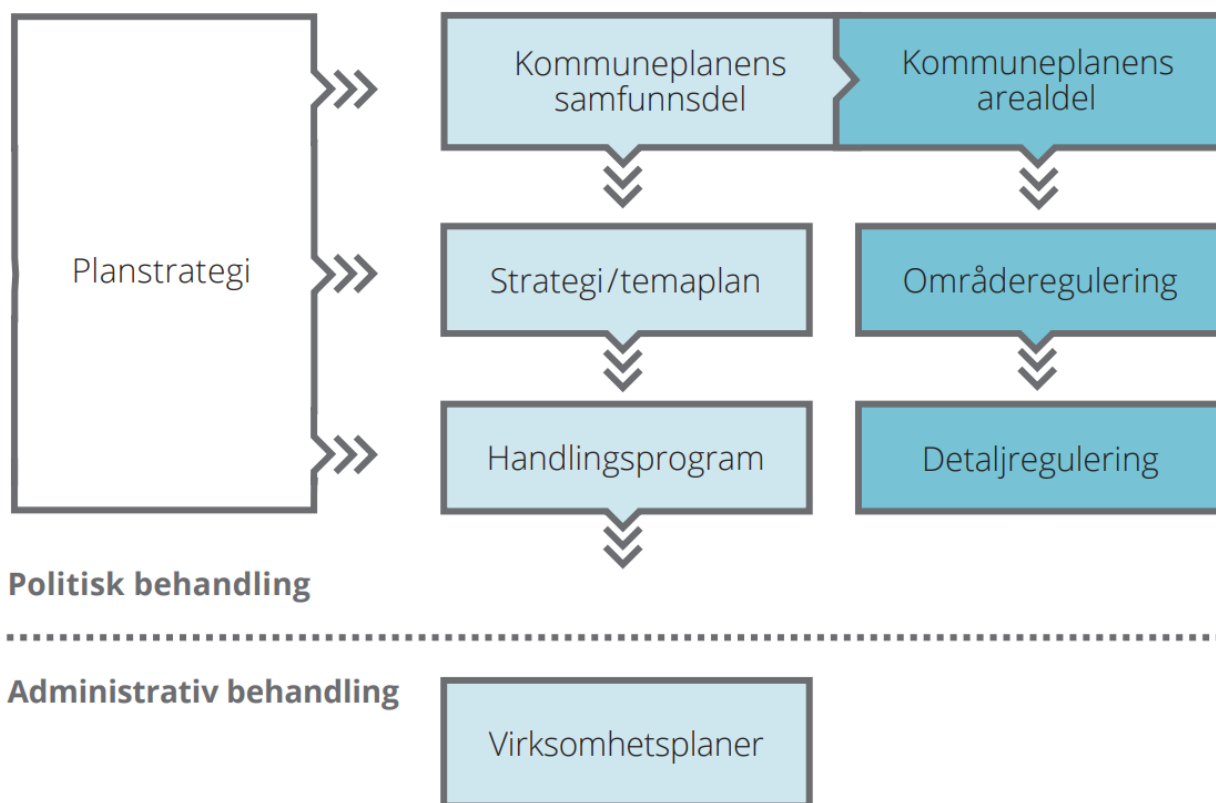 Planstrategi
Kommuneplanens
samfunnsdel
Kommuneplanens
arealdel
Strategi/temaplan
Områderegulering
Handlingsprogram
Detaljregulering
Politisk behandling
Administrativ behandling
Virksomhetsplaner